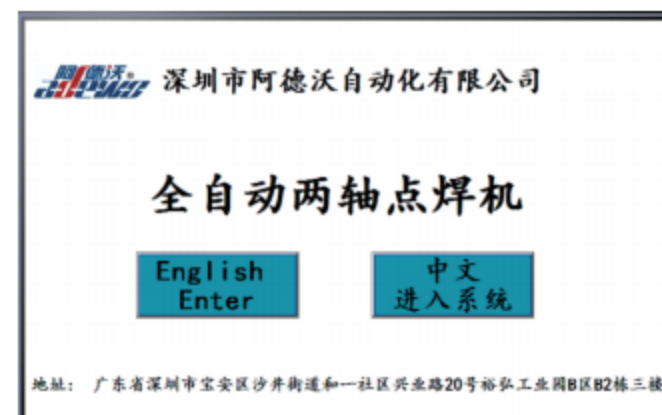 阿德沃
深圳市阿德沃自动化有限公司
全自动两轴点焊机
English
Enter
中文
进入系统
地址： 广东省深圳市宝安区沙井街道和一社区兴业路20号裕弘工业园B区B2栋三楼